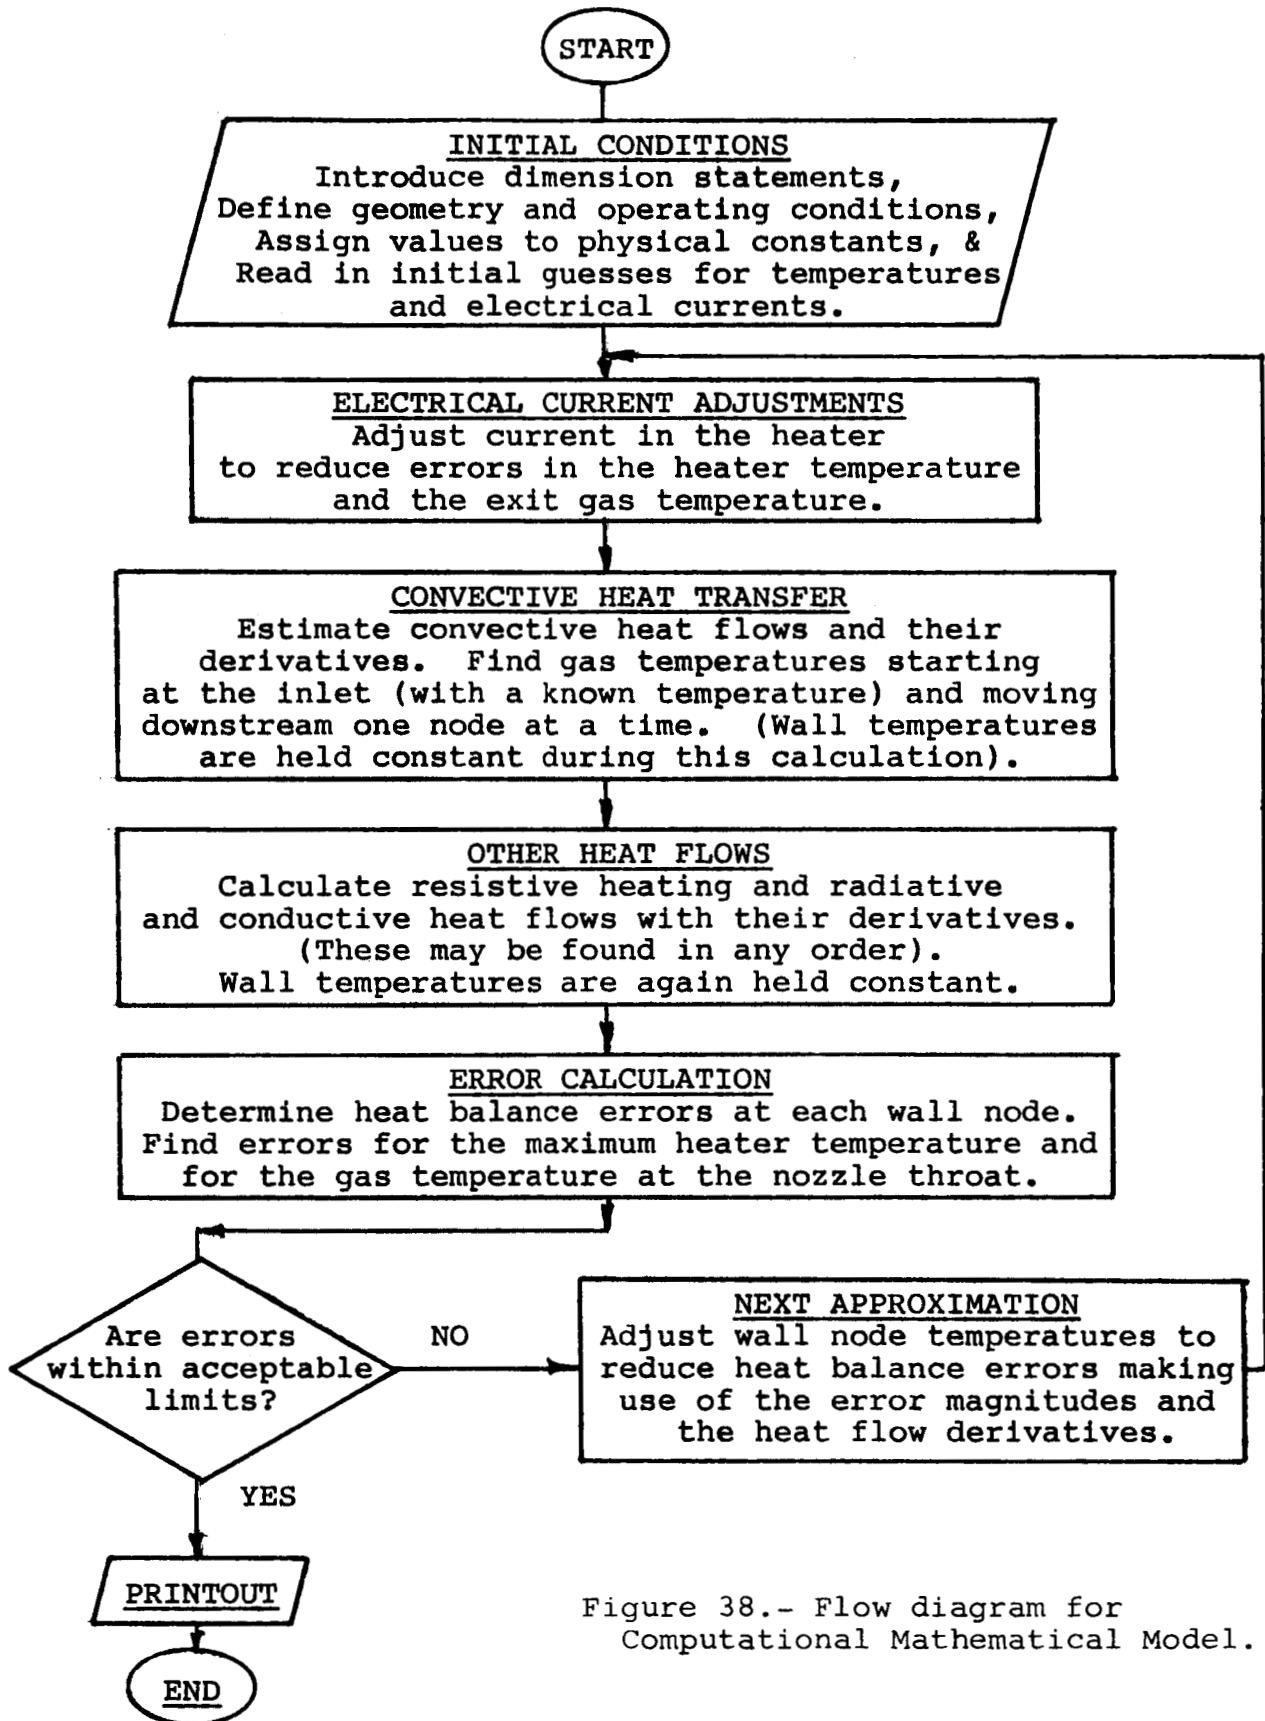 START
INITIAL CONDITIONS
Introduce dimension statements,
Define geometry and operating conditions,
Assign values to physical constants, &
Read in initial guesses for temperatures
and electrical currents.
ELECTRICAL CURRENT ADJUSTMENTS
Adjust current in the heater
to reduce errors in the heater temperature
and the exit gas temperature.
CONVECTIVE HEAT TRANSFER
Estimate convective heat flows and their
derivatives. Find gas temperatures starting
at the inlet (with a known temperature) and moving
downstream one node at a time. (Wall temperatures
are held constant during this calculation).
OTHER HEAT FLOWS
Calculate resistive heating and radiative
and conductive heat flows with their derivatives.
(These may be found in any order).
Wall temperatures are again held constant.
ERROR CALCULATION
Determine heat balance errors at each wall node.
Find errors for the maximum heater temperature and
for the gas temperature at the nozzle throat.
Are errors
within acceptable
limits?
NO
NEXT APPROXIMATION
Adjust wall node temperatures to
reduce heat balance errors making
use of the error magnitudes and
the heat flow derivatives.
YES
PRINTOUT
END
Figure 38.- Flow diagram for
Computational Mathematical Model.